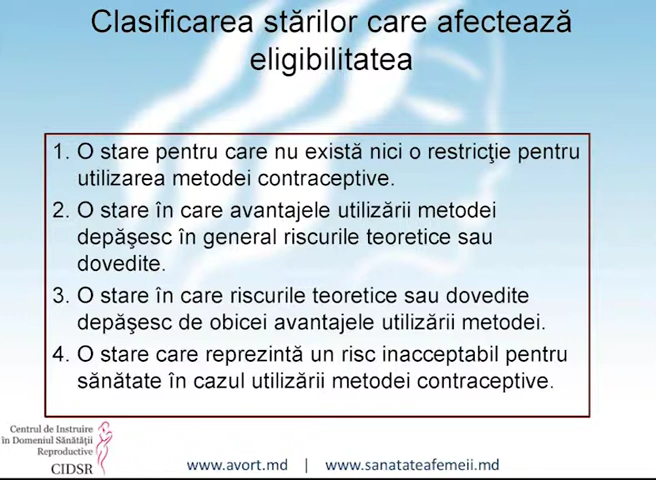 Clasificarea stărilor care afectează
eligibilitatea
1. O stare pentru care nu există nici o restricţie pentru
utilizarea metodei contraceptive.
2. O stare în care avantajele utilizării metodei
depăşesc în general riscurile teoretice sau
dovedite.
3. O stare în care riscurile teoretice sau dovedite
depăşesc de obicei avantajele utilizării metodei.
4. O stare care reprezintă un risc inacceptabil pentru
sănătate în cazul utilizării metodei contraceptive.
Centrul de Instruire
în Domeniul Sănătăţii
Reproductive
CIDSR
www.avort.md | www.sanatateafemeii.md